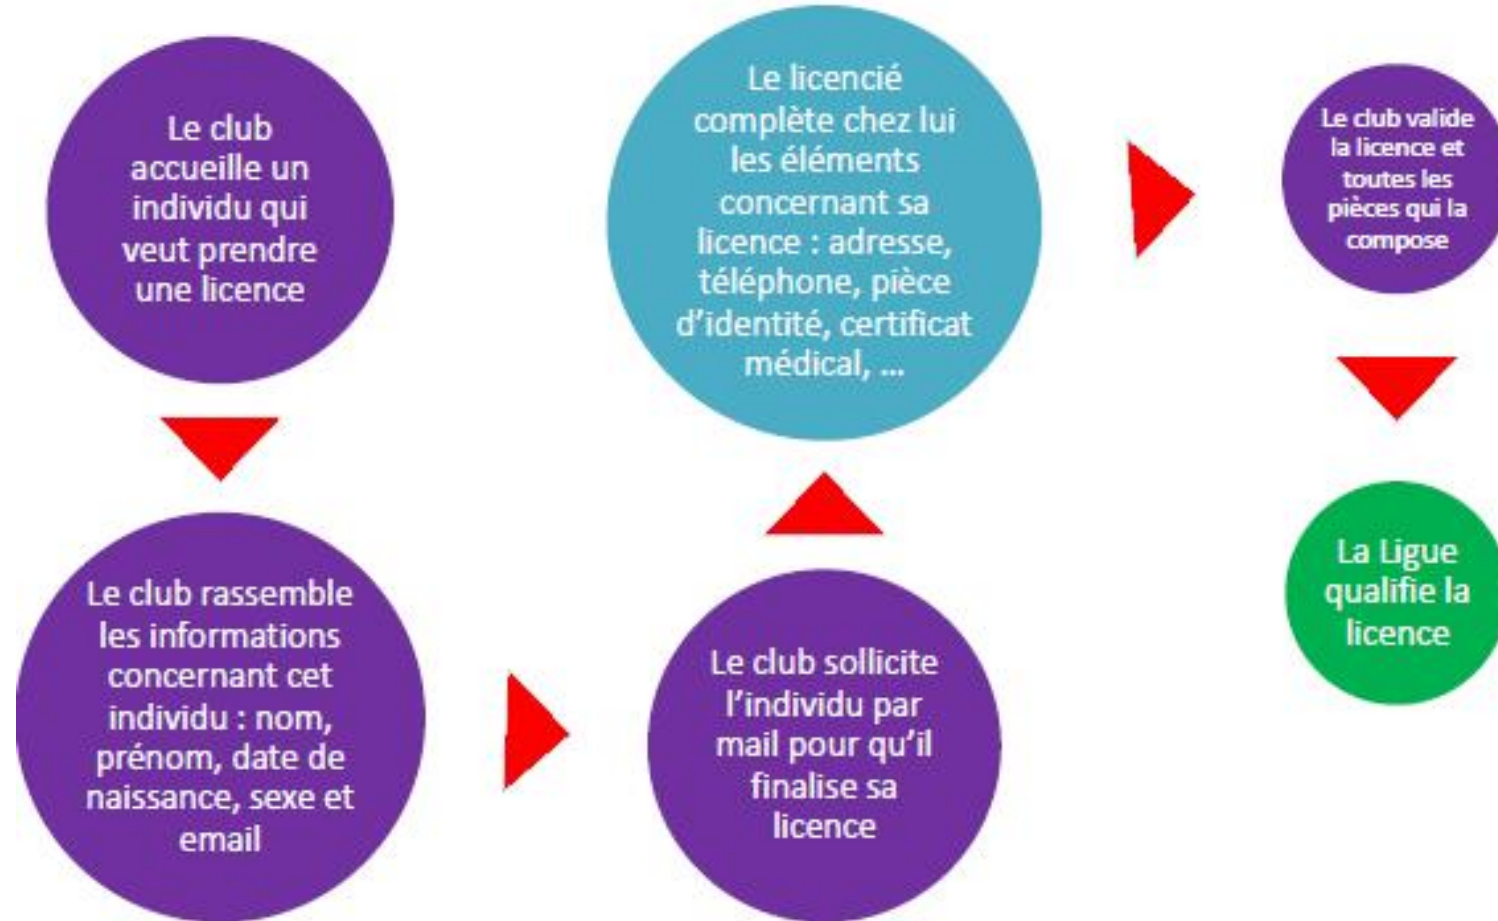 Le club
accueille un
individu qui
veut prendre
une licence
Le club rassemble
les informations
concernant cet
individu : nom,
prénom, date de
naissance, sexe et
email
Le club sollicite
l'individu par
mail pour qu'il
finalise sa
licence
Le licencié
complète chez lui
les éléments
concernant sa
licence : adresse,
téléphone, pièce
d'identité, certificat
médical, ...
Le club valide
la licence et
toutes les
pièces qui la
compose
La Ligue
qualifie la
licence